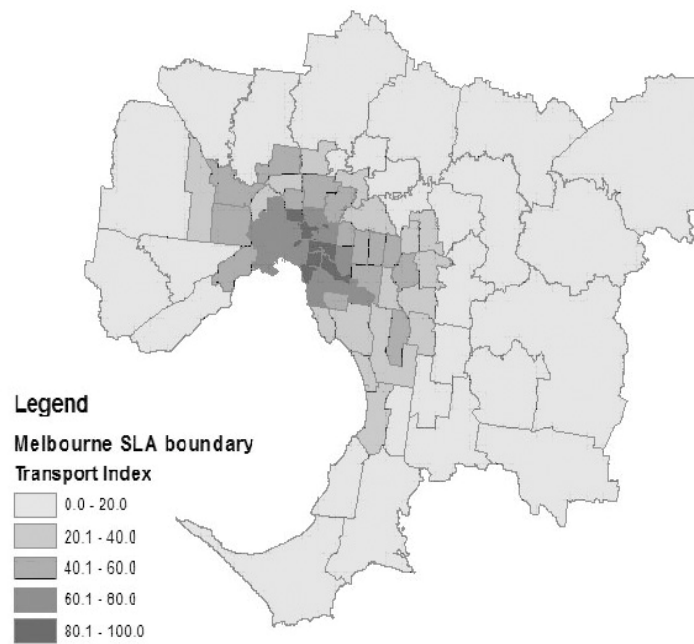 Legend
Melbourne SLA boundary
Transport Index
0.0 - 20.0
20.1 - 40.0
40.1 - 60.0
60.1 - 80.0
80.1 - 100.0